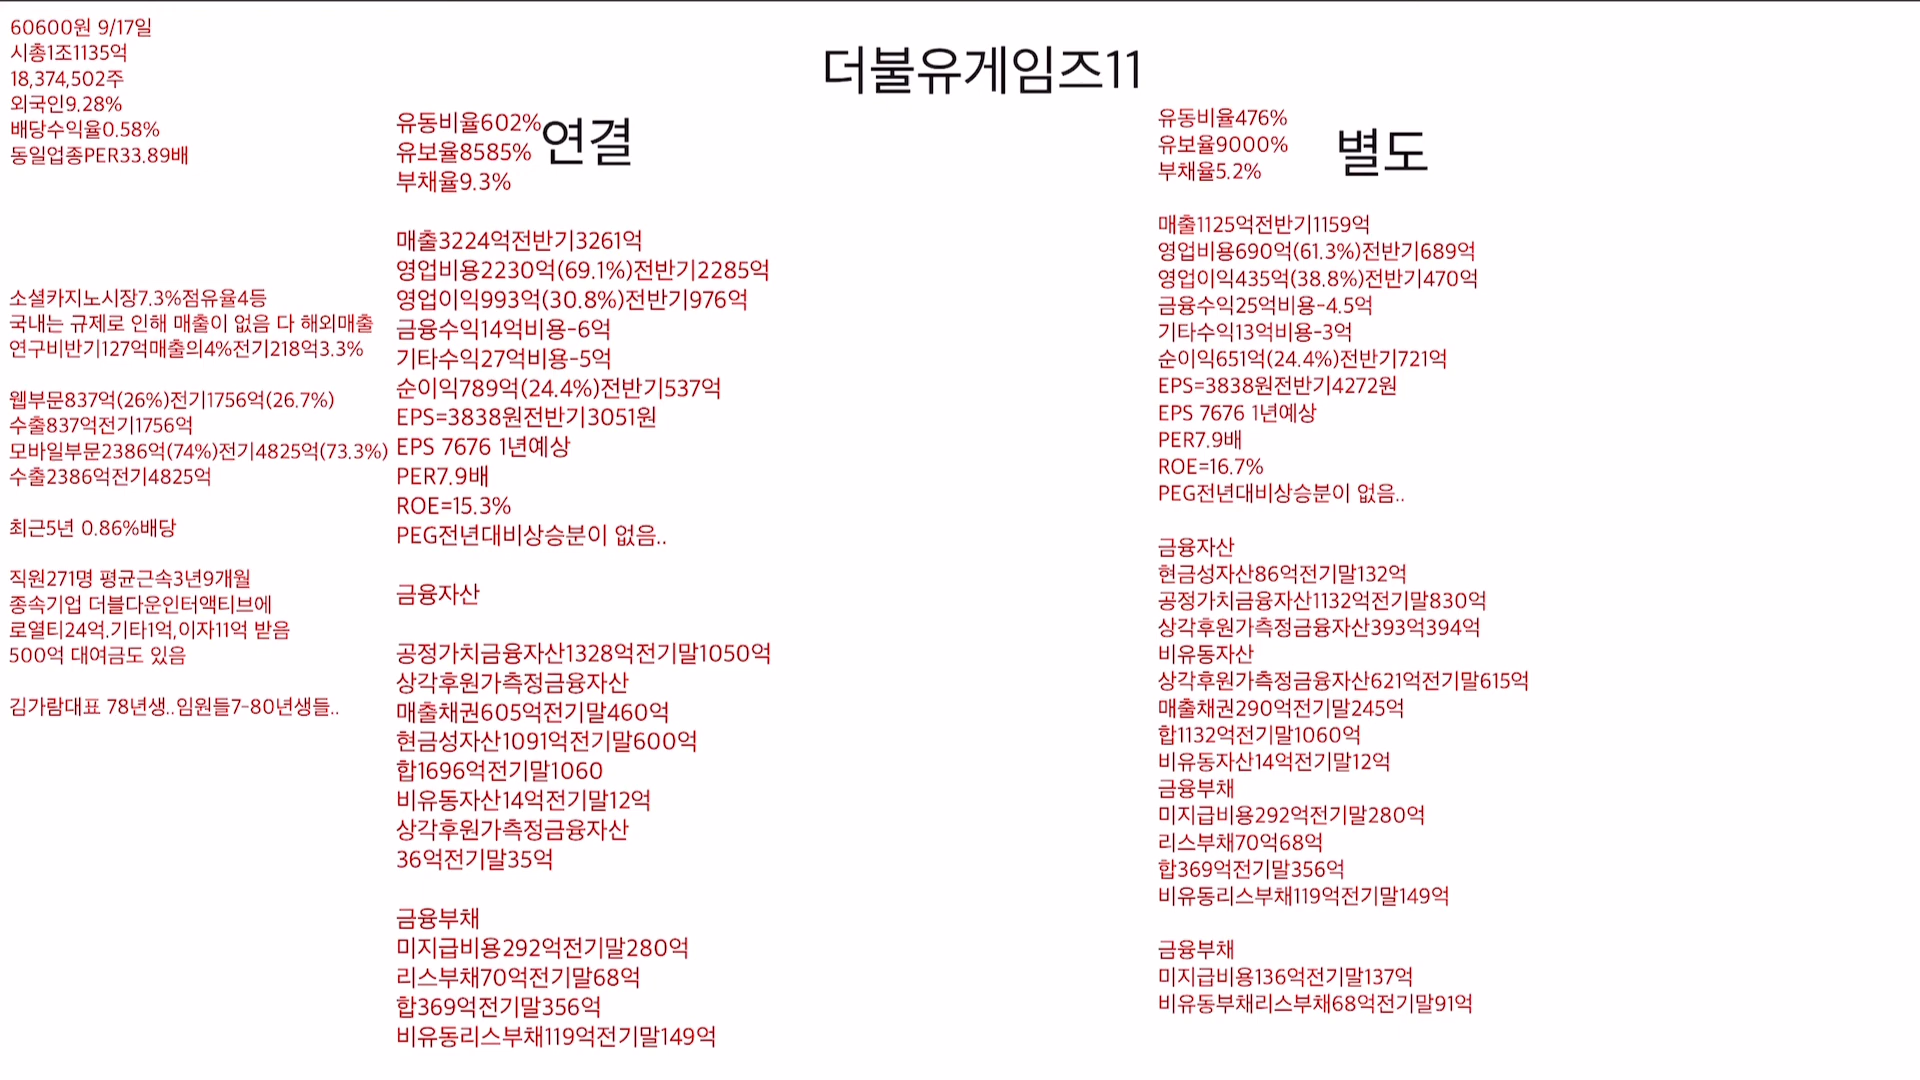 더불유게임즈11
60600원 9/17일
시총1조1135억
18,374,502주
외국인9.28%
배당수익율0.58%
동일업종PER33.89배
소셜카지노시장7.3%점유율4등
국내는 규제로 인해 매출이 없음 다 해외매출
연구비반기127억매출의4%전기218억3.3%
웹부문837억(26%)전기1756억(26.7%)
수출837억전기1756억
모바일부문2386억(74%)전기4825억(73.3%)
수출2386억전기4825억
최근5년 0.86%배당
직원271명 평균근속3년9개월
종속기업 더블다운인터액티브에
로열티24억.기타1억,이자11억 받음
500억 대여금도 있음
김가람대표 78년생..임원들7-80년생들..
연결
유동비율602%
유보율8585%
부채율9.3%
매출3224억전반기3261억
영업비용2230억(69.1%)전반기2285억
영업이익993억(30.8%)전반기976억
금융수익14억비용-6억
기타수익27억비용-5억
순이익789억(24.4%)전반기537억
EPS=3838원전반기3051원
EPS 7676 1년예상
PER7.9배
ROE=15.3%
PEG전년대비상승분이 없음..
금융자산
공정가치금융자산1328억전기말1050억
상각후원가측정금융자산
매출채권605억전기말460억
현금성자산1091억전기말600억
합1696억전기말1060
비유동자산14억전기말12억
상각후원가측정금융자산
36억전기말35억
금융부채
미지급비용292억전기말280억
리스부채70억전기말68억
합369억전기말356억
비유동리스부채119억전기말149억
별도
유동비율476%
유보율9000%
부채율5.2%
매출1125억전반기1159억
영업비용690억(61.3%)전반기689억
영업이익435억(38.8%)전반기470억
금융수익25억비용-4.5억
기타수익13억비용-3억
순이익651억(24.4%)전반기721억
EPS=3838원전반기4272원
EPS 7676 1년예상
PER7.9배
ROE=16.7%
PEG전년대비상승분이 없음..
금융자산
현금성자산86억전기말132억
공정가치금융자산1132억전기말830억
상각후원가측정금융자산393억394억
비유동자산
상각후원가측정금융자산621억전기말615억
매출채권290억전기말245억
합1132억전기말1060억
비유동자산14억전기말12억
금융부채
미지급비용292억전기말280억
리스부채70억68억
합369억전기말356억
비유동리스부채119억전기말149억
금융부채
미지급비용136억전기말137억
비유동부채리스부채68억전기말91억